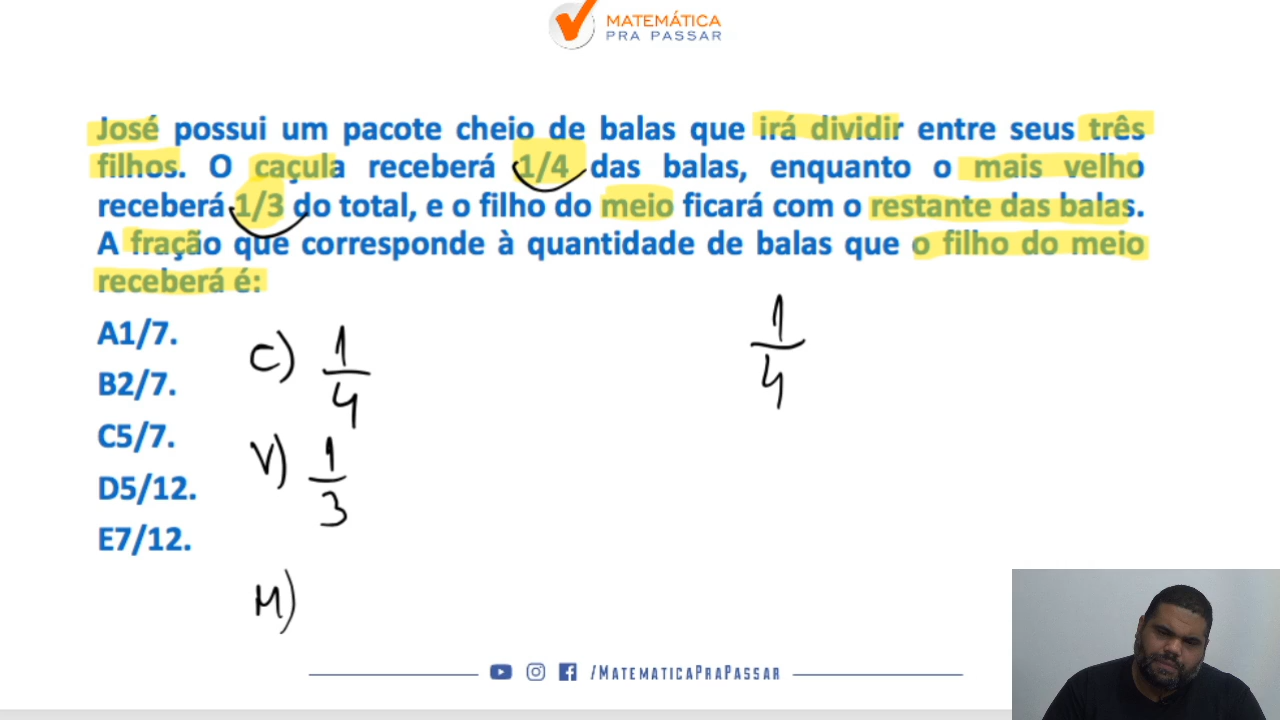 MATEMÁTICA
PRA PASSAR
José possui um pacote cheio de balas que irá dividir entre seus três
filhos. O caçula receberá 1/4 das balas, enquanto o mais velho
receberá 1/3 do total, e o filho do meio ficará com o restante das balas.
A fração que corresponde à quantidade de balas que o filho do meio
receberá é:
A1/7.
B2/7.
C5/7.
D5/12.
E7/12.
C) 1/4
V) 1/3
M)
1/4
/MATEMATICAPRAPASSAR